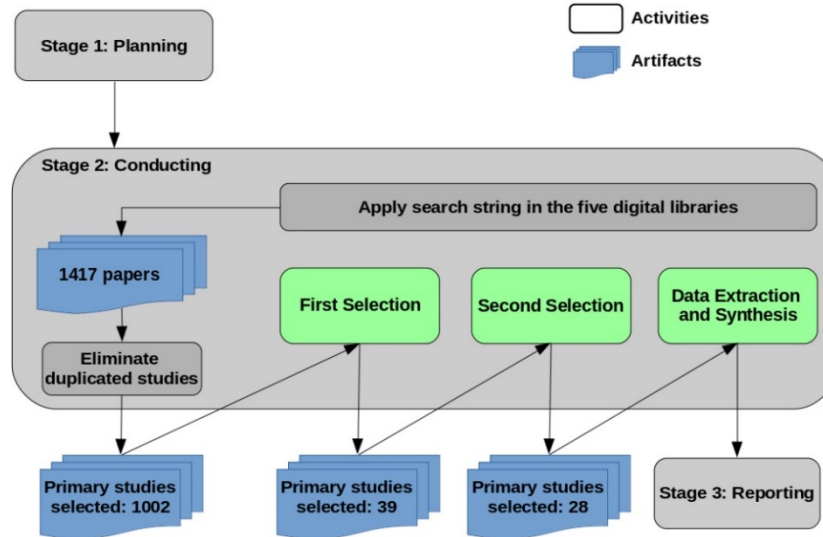 Stage 1: Planning
Activities
Artifacts
Stage 2: Conducting
Apply search string in the five digital libraries
1417 papers
First Selection
Second Selection
Data Extraction
and Synthesis
Eliminate
duplicated studies
Primary studies
selected: 1002
Primary studies
selected: 39
Primary studies
selected: 28
Stage 3: Reporting